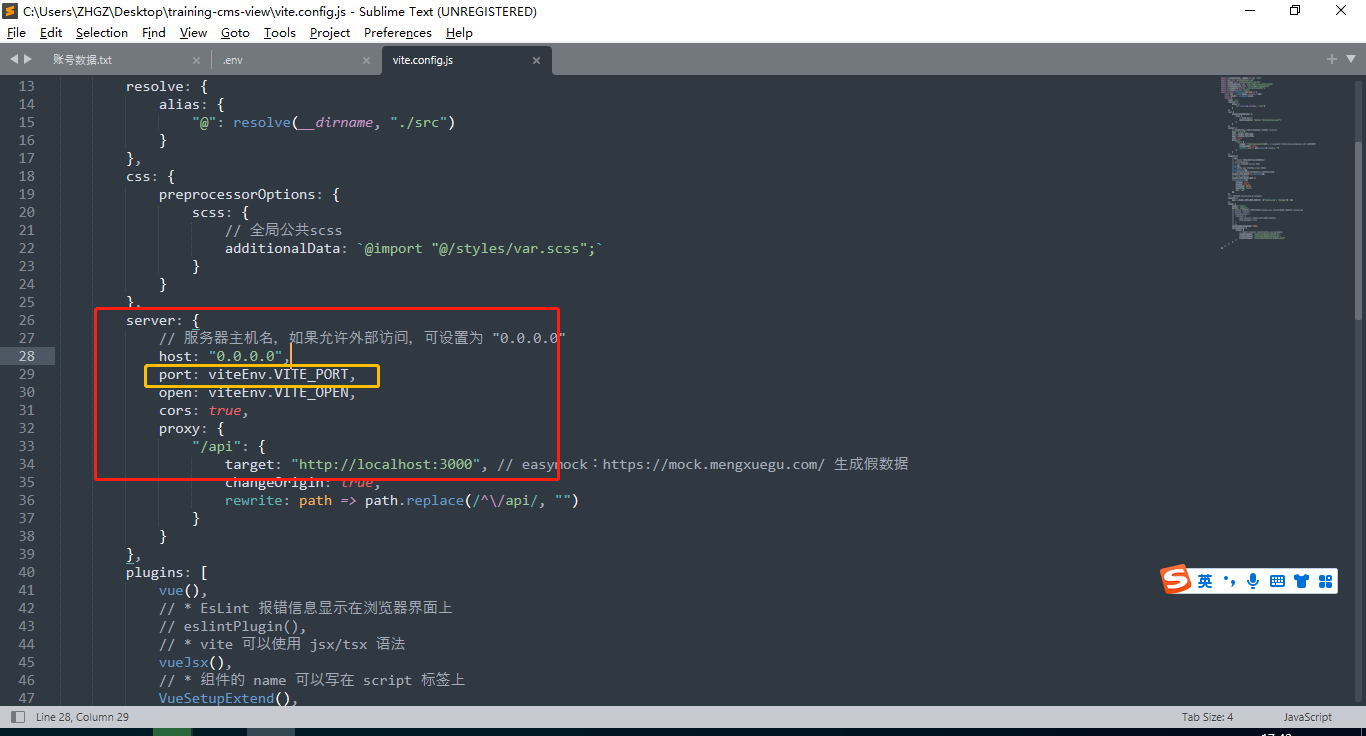 C:\Users\ZHGZ\Desktop\training-cms-view\vite.config.js - Sublime Text (UNREGISTERED)
File Edit Selection Find View Goto Tools Project Preferences Help
账号数据.txt .env vite.config.js
13 resolve: {
14 alias: {
15 "@": resolve(__dirname, "./src")
16 }
17 },
18 css: {
19 preprocessorOptions: {
20 scss: {
21 // 全局公共scss
22 additionalData: `@import "@/styles/var.scss";`
23 }
24 }
25 },
26 server: {
27 // 服务器主机名，如果允许外部访问，可设置为 "0.0.0.0"
28 host: "0.0.0.0",
29 port: viteEnv.VITE_PORT,
30 open: viteEnv.VITE_OPEN,
31 cors: true,
32 proxy: {
33 "/api": {
34 target: "http://localhost:3000", // easymock：https://mock.mengxuegu.com/ 生成假数据
35 changeOrigin: true,
36 rewrite: path => path.replace(/^\/api/, "")
37 }
38 }
39 },
40 plugins: [
41 vue(),
42 // * EsLint 报错信息显示在浏览器界面上
43 // eslintPlugin(),
44 // * vite 可以使用 jsx/tsx 语法
45 vueJsx(),
46 // * 组件的 name 可以写在 script 标签上
47 VueSetupExtend(),
英
Line 28, Column 29 Tab Size: 4 JavaScript